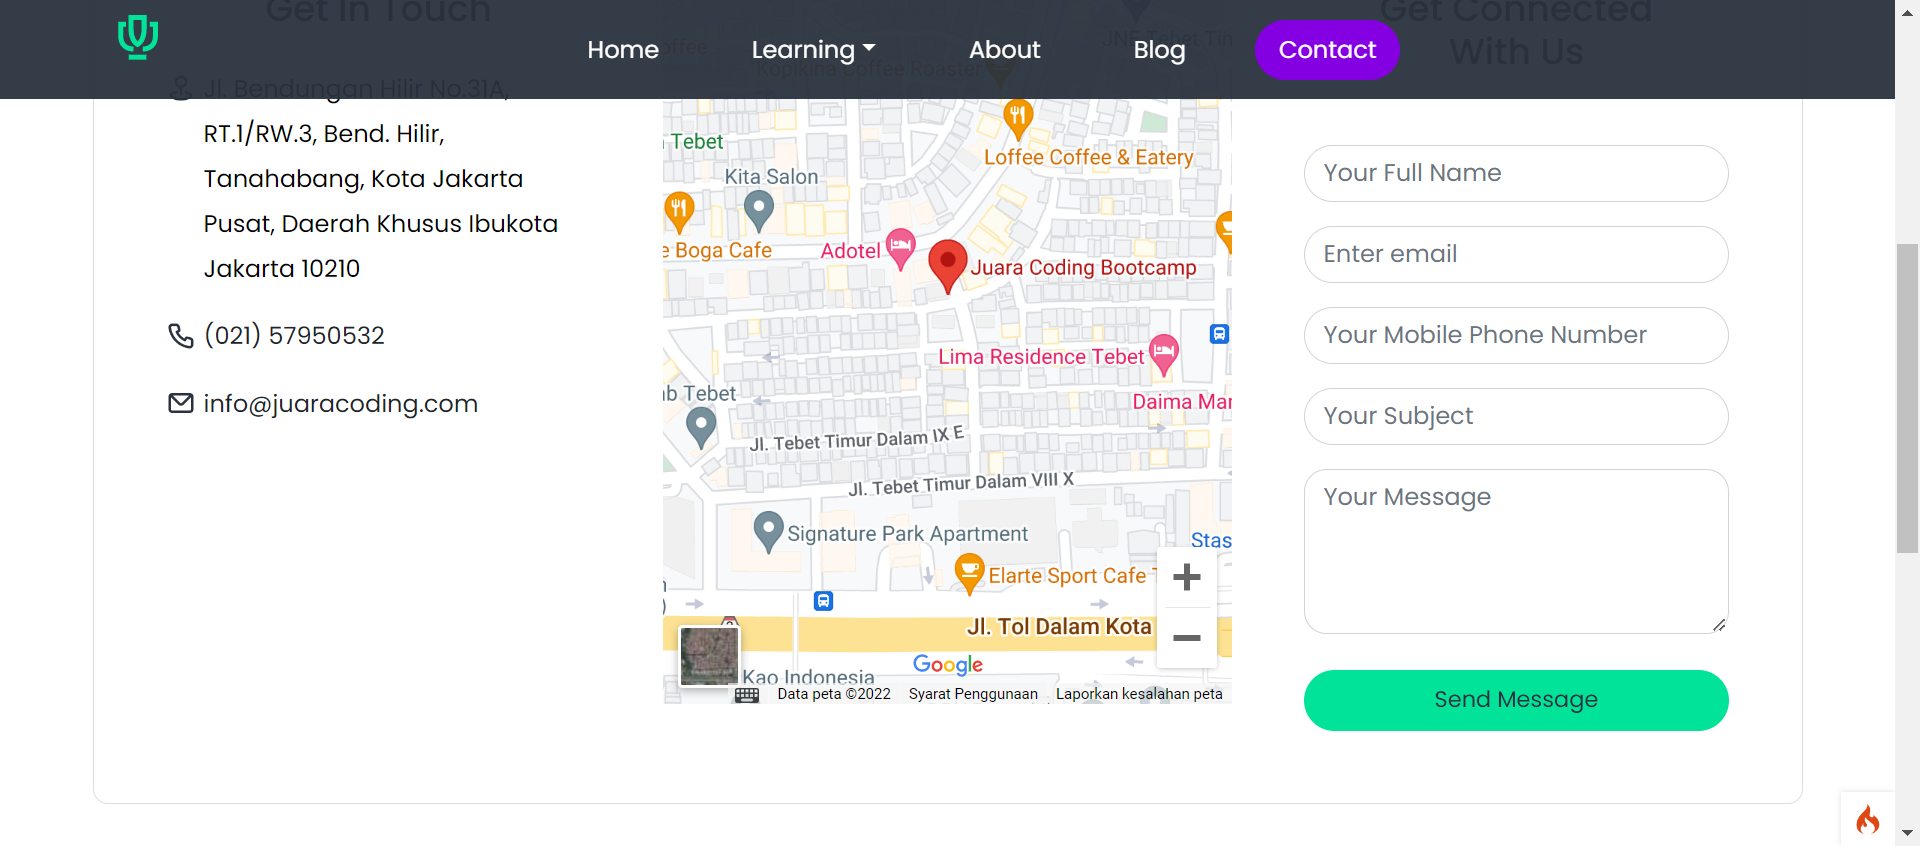 Home
Learning
About
Blog
Contact
Get In Touch
Jl. Bendungan Hilir No.31A,
RT.1/RW.3, Bend. Hilir,
Tanahabang, Kota Jakarta
Pusat, Daerah Khusus Ibukota
Jakarta 10210
(021) 57950532
info@juaracoding.com
Kopikina Coffee Roaster
Tebet
Loffee Coffee & Eatery
Kita Salon
e Boga Cafe
Adotel
Juara Coding Bootcamp
Lima Residence Tebet
ab Tebet
Daima Mar
Jl. Tebet Timur Dalam IX E
Jl. Tebet Timur Dalam VIII X
Signature Park Apartment
Stas
Elarte Sport Cafe T
Jl. Tol Dalam Kota
Google
Kao Indonesia
Data peta ©2022
Syarat Penggunaan
Laporkan kesalahan peta
Get Connected
With Us
Your Full Name
Enter email
Your Mobile Phone Number
Your Subject
Your Message
Send Message